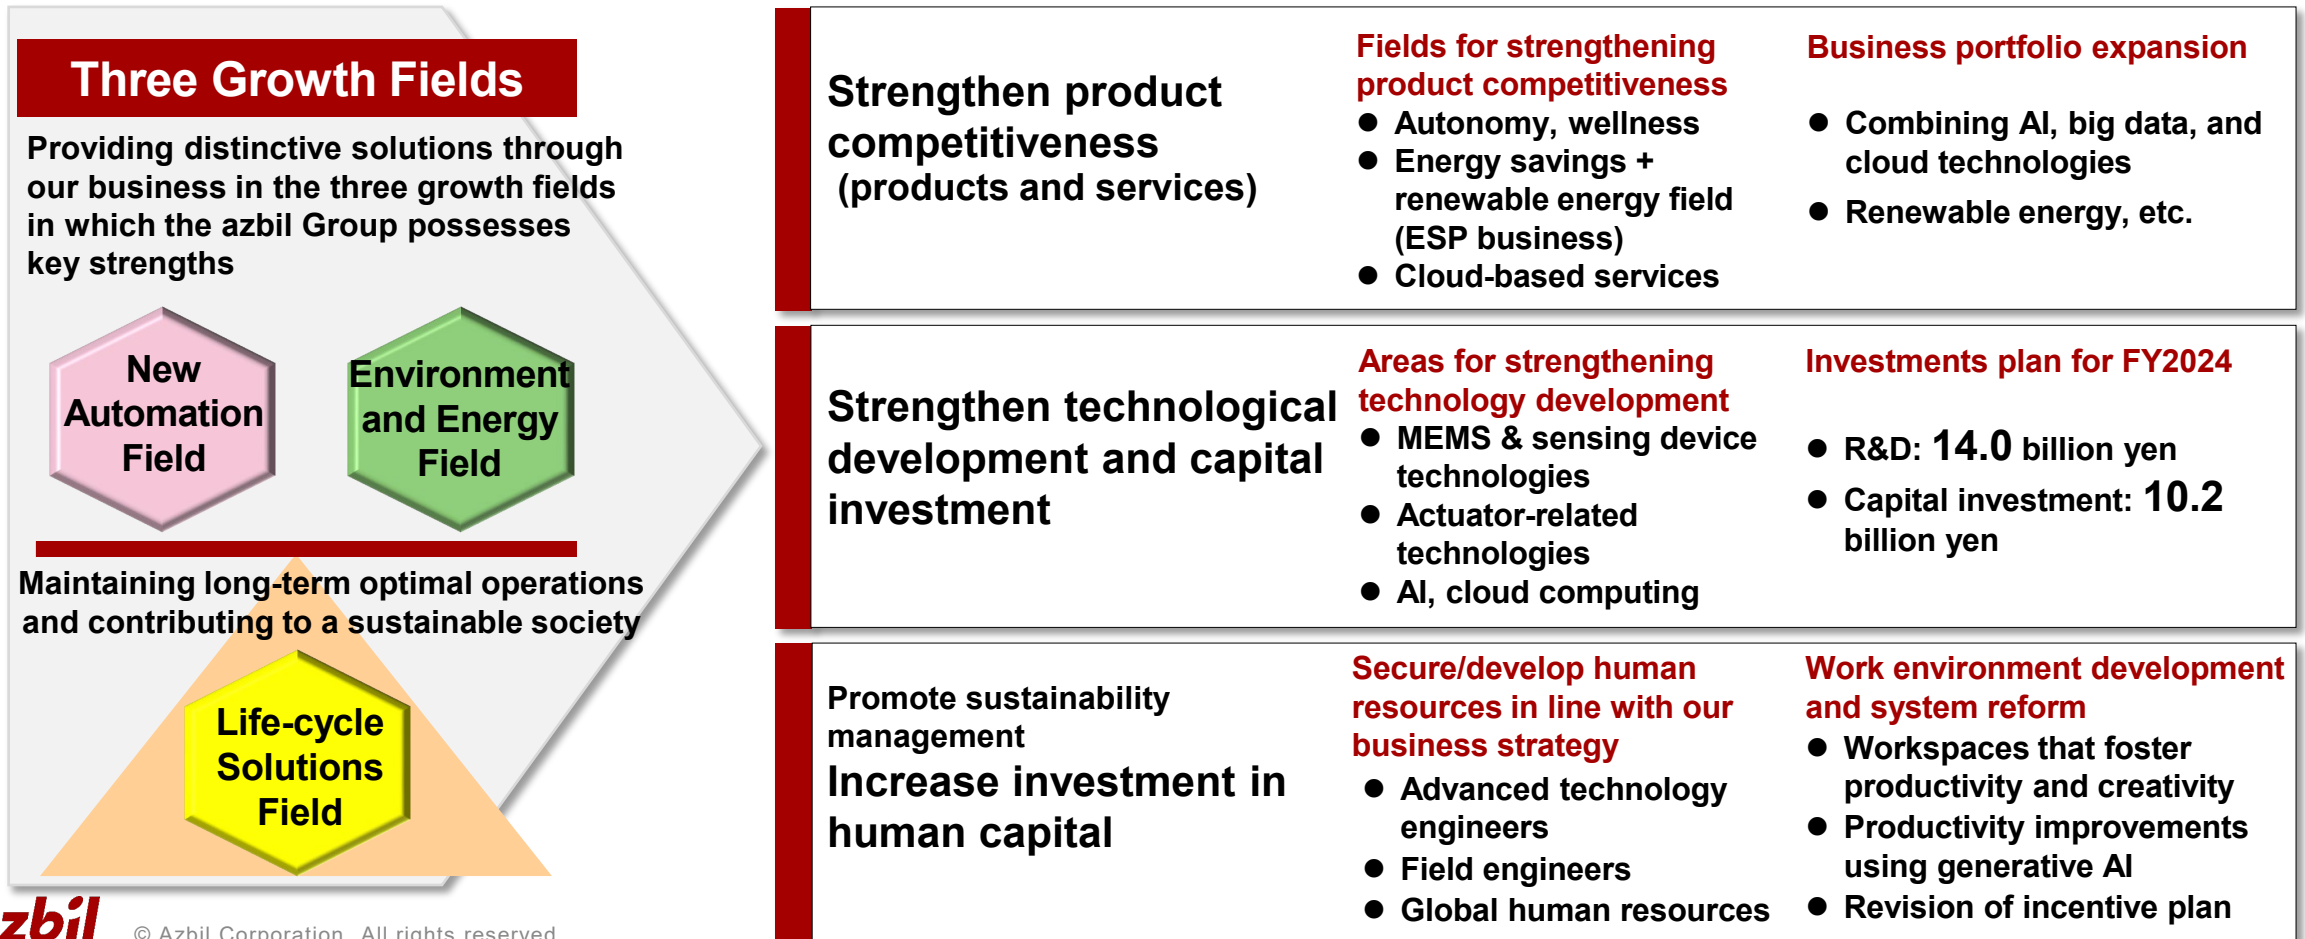 Three Growth Fields
Providing distinctive solutions through
our business in the three growth fields
in which the azbil Group possesses
key strengths
New
Automation
Field
Environment
and Energy
Field
Maintaining long-term optimal operations
and contributing to a sustainable society
Life-cycle
Solutions
Field
zbil
© Azbil Corporation. All rights reserved.
Strengthen product
competitiveness
(products and services)
Fields for strengthening
product competitiveness
● Autonomy, wellness
● Energy savings +
renewable energy field
(ESP business)
● Cloud-based services
Business portfolio expansion
● Combining AI, big data, and
cloud technologies
● Renewable energy, etc.
Strengthen technological
development and capital
investment
Areas for strengthening
technology development
● MEMS & sensing device
technologies
● Actuator-related
technologies
● AI, cloud computing
Investments plan for FY2024
● R&D: 14.0 billion yen
● Capital investment: 10.2
billion yen
Promote sustainability
management
Increase investment in
human capital
Secure/develop human
resources in line with our
business strategy
● Advanced technology
engineers
● Field engineers
● Global human resources
Work environment development
and system reform
● Workspaces that foster
productivity and creativity
● Productivity improvements
using generative AI
● Revision of incentive plan